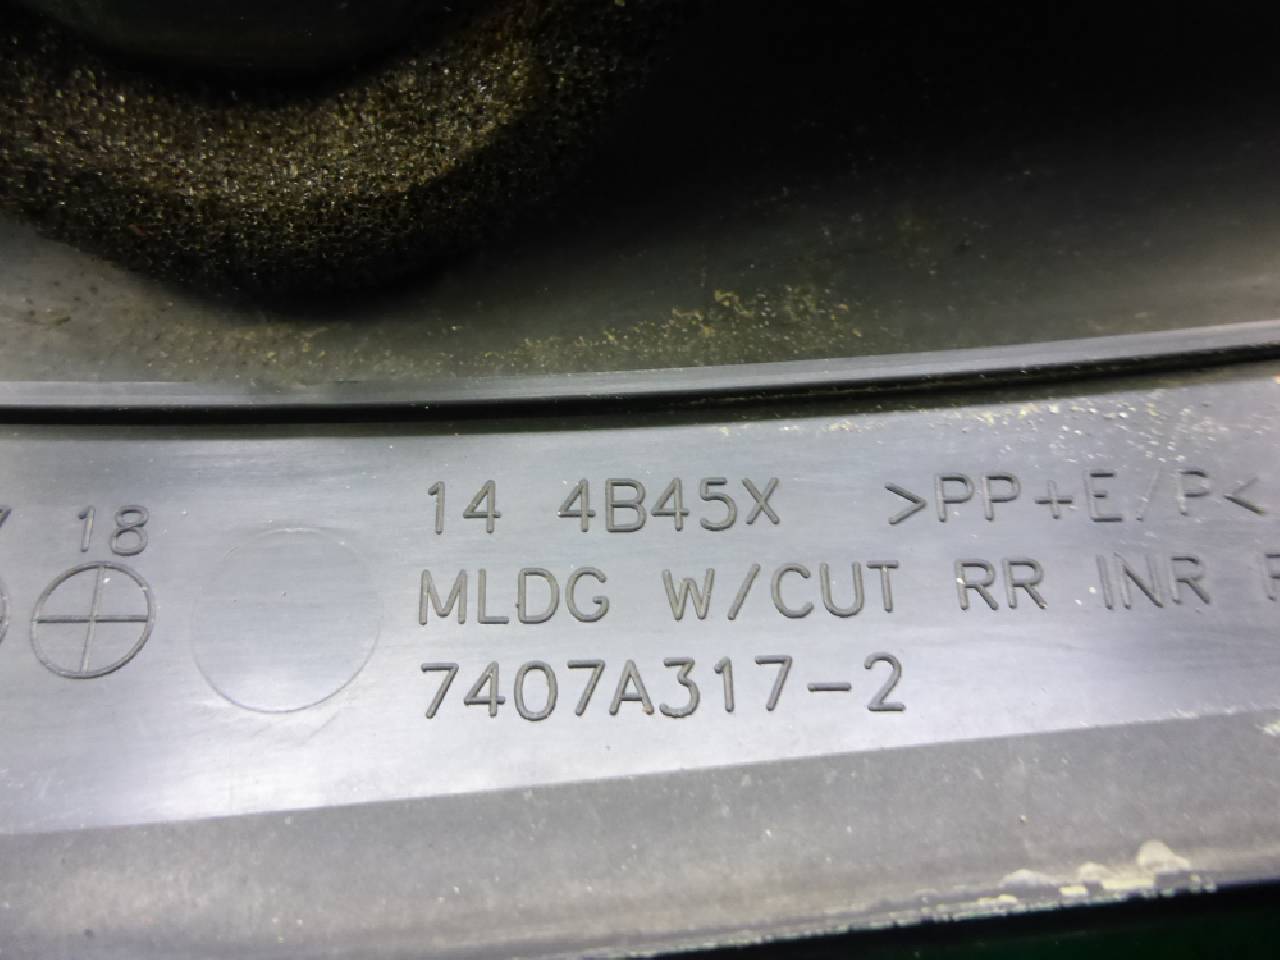 18
14 4B45X >PP+E/P<
MLDG W/CUT RR INR
7407A317-2